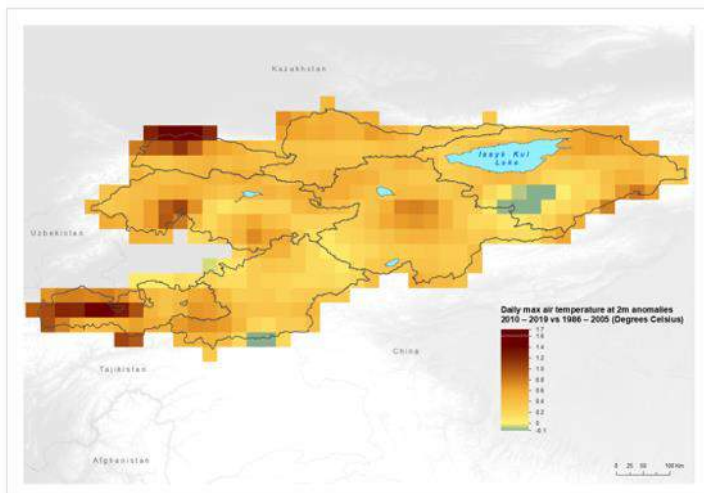 Kazakhstan
Issyk Kul
Lake
Uzbekistan
Daily max air temperature at 2m anomalies
2010 – 2019 vs 1986 – 2005 (Degrees Celsius)
1.7
1.6
1.4
1.2
1
0.8
0.6
0.4
0.2
0
-0.1
China
Tajikistan
Afghanistan
0 25 50 100 Km